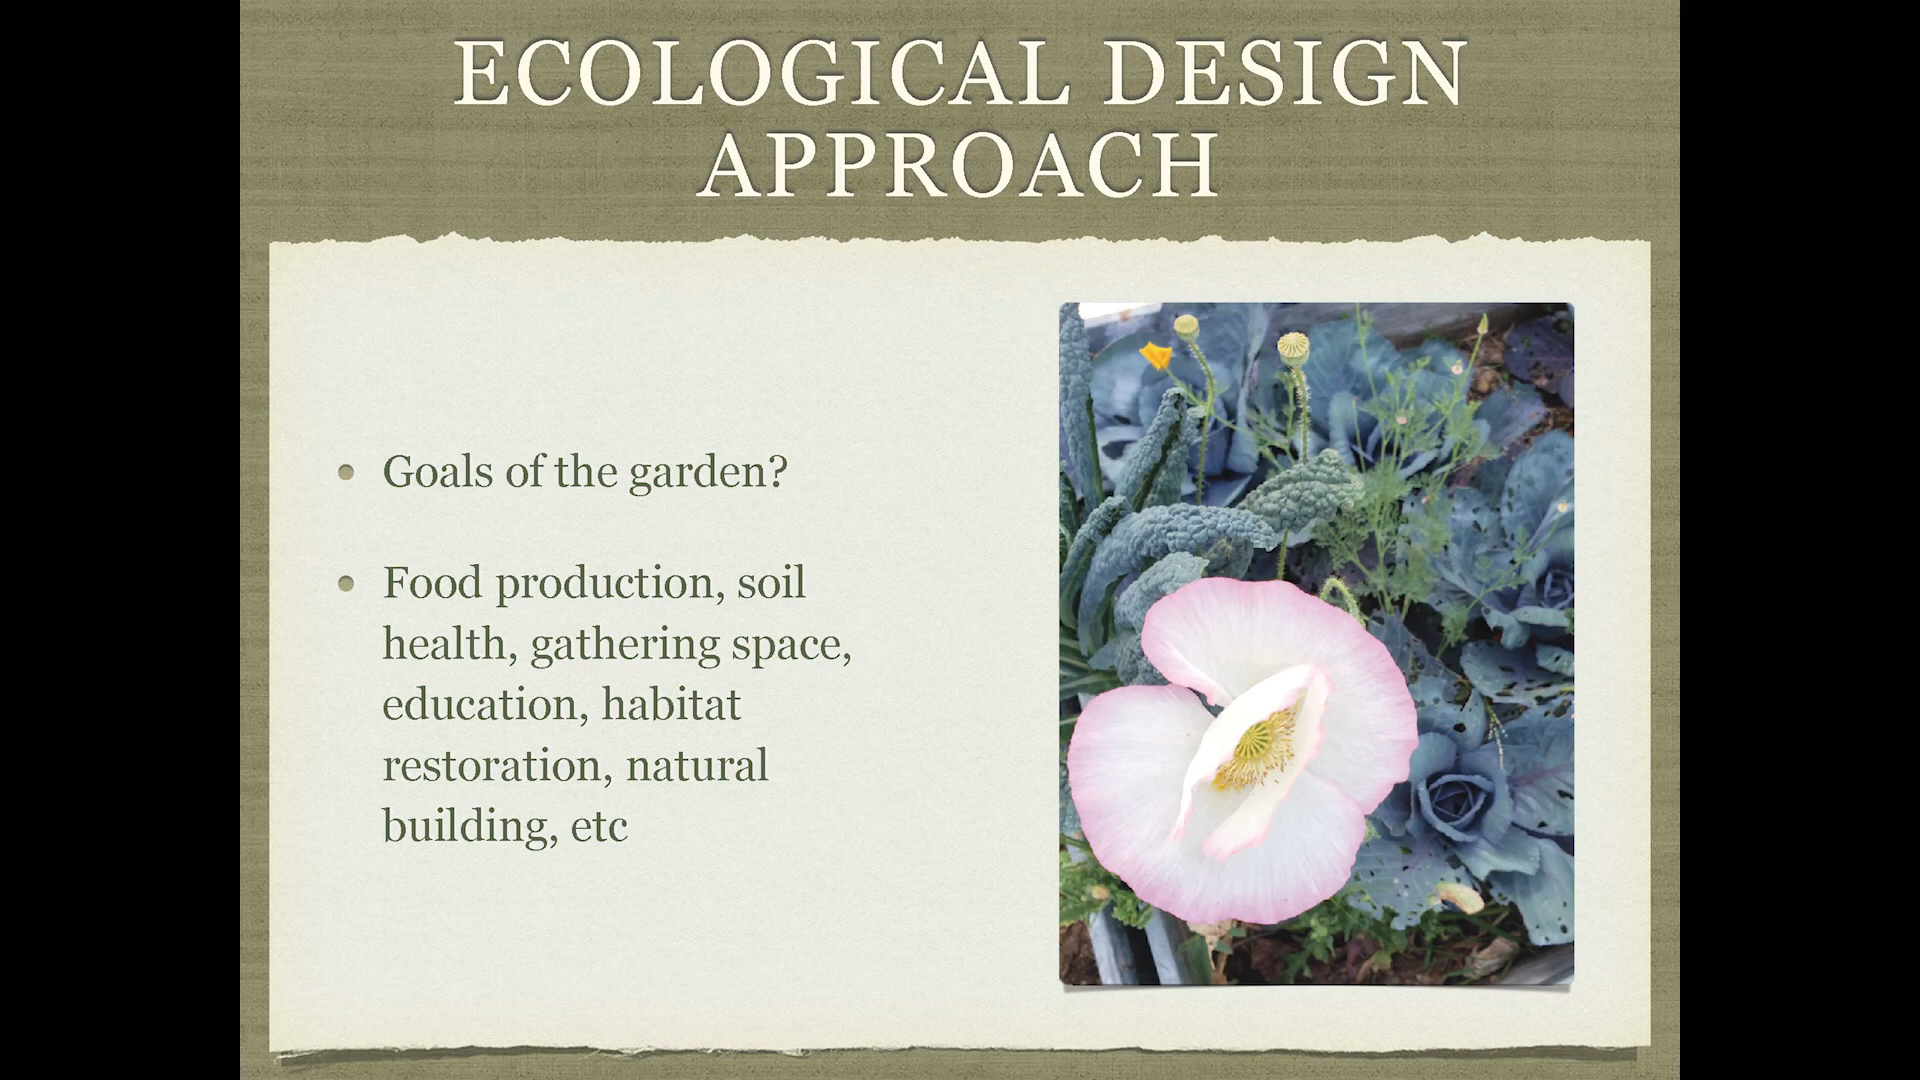 ECOLOGICAL DESIGN
APPROACH
• Goals of the garden?
• Food production, soil
health, gathering space,
education, habitat
restoration, natural
building, etc